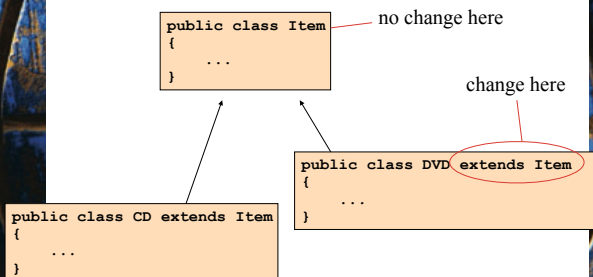 public class Item
{
...
}
no change here
change here
public class DVD extends Item
{
...
}
public class CD extends Item
{
...
}